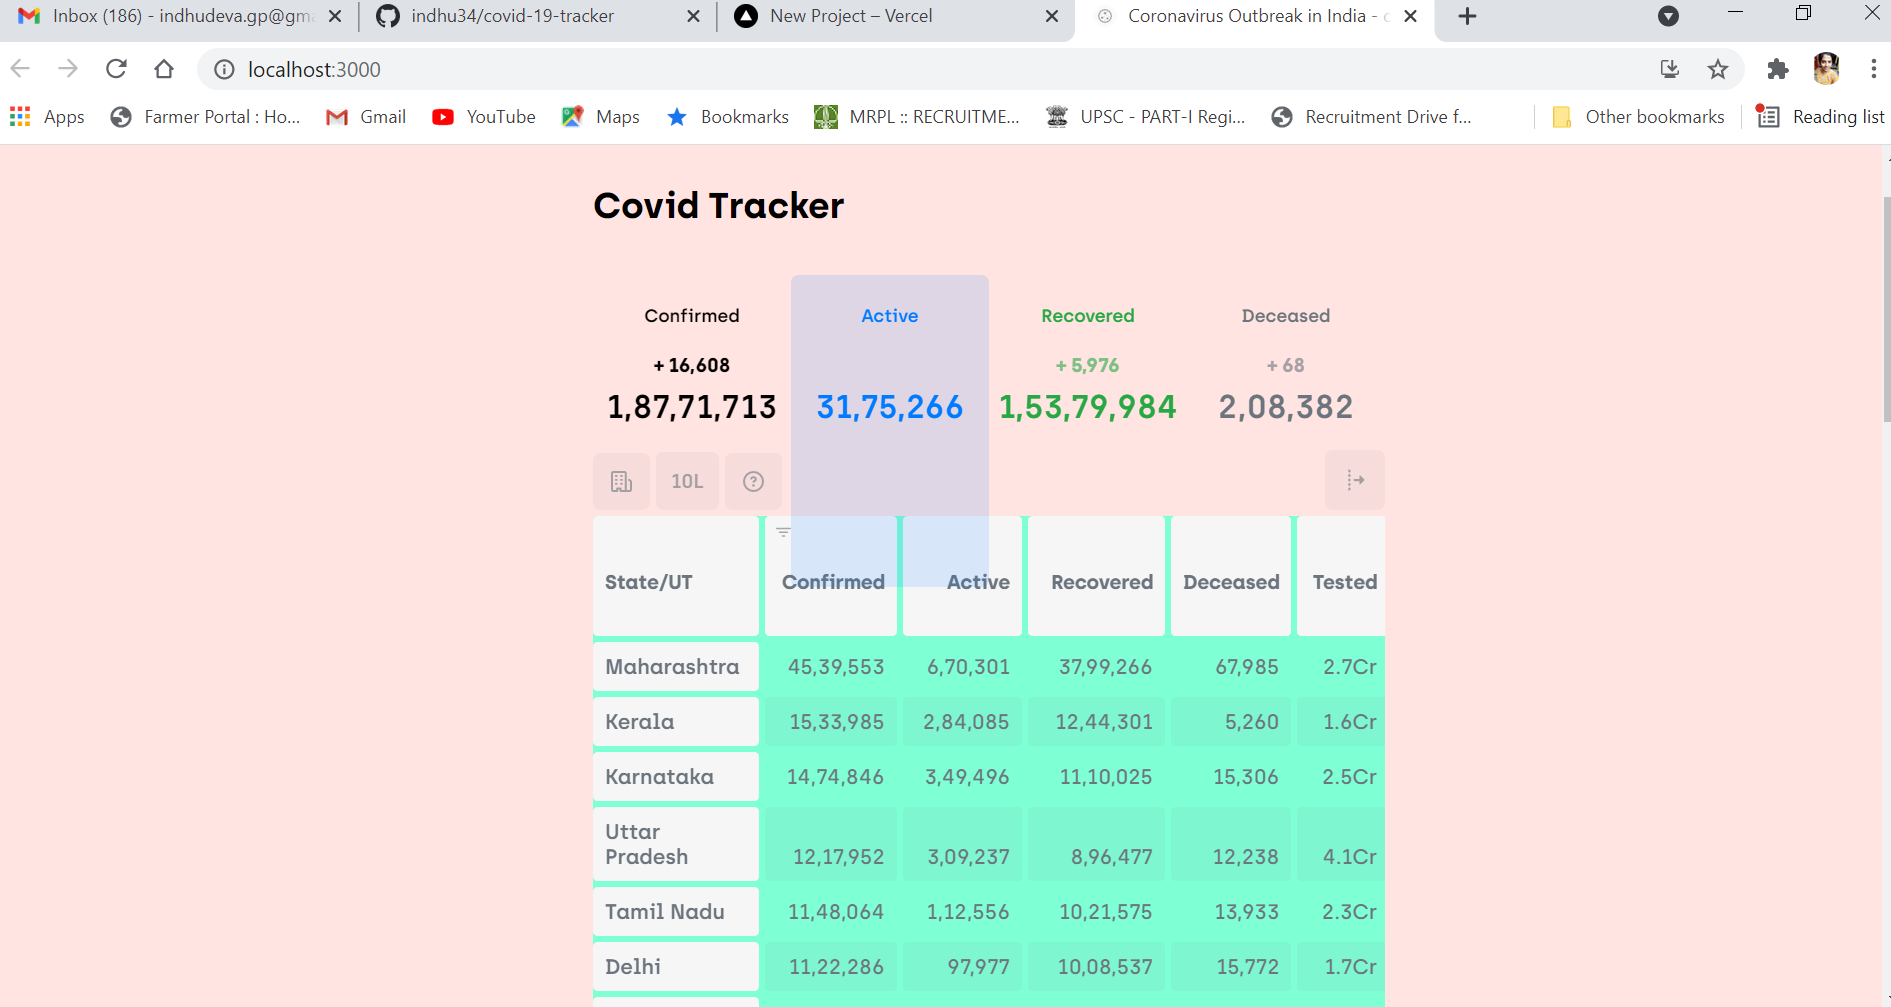 Inbox (186) - indhudeva.gp@gm
indhu34/covid-19-tracker
New Project – Vercel
Coronavirus Outbreak in India -
localhost:3000
Apps
Farmer Portal : Ho...
Gmail
YouTube
Maps
Bookmarks
MRPL :: RECRUITME...
UPSC - PART-I Regi...
Recruitment Drive f...
Other bookmarks
Reading list
Covid Tracker
Confirmed Active Recovered Deceased
+ 16,608 + 5,976 + 68
1,87,71,713 31,75,266 1,53,79,984 2,08,382
10L
State/UT Confirmed Active Recovered Deceased Tested
Maharashtra 45,39,553 6,70,301 37,99,266 67,985 2.7Cr
Kerala 15,33,985 2,84,085 12,44,301 5,260 1.6Cr
Karnataka 14,74,846 3,49,496 11,10,025 15,306 2.5Cr
Uttar
Pradesh 12,17,952 3,09,237 8,96,477 12,238 4.1Cr
Tamil Nadu 11,48,064 1,12,556 10,21,575 13,933 2.3Cr
Delhi 11,22,286 97,977 10,08,537 15,772 1.7Cr